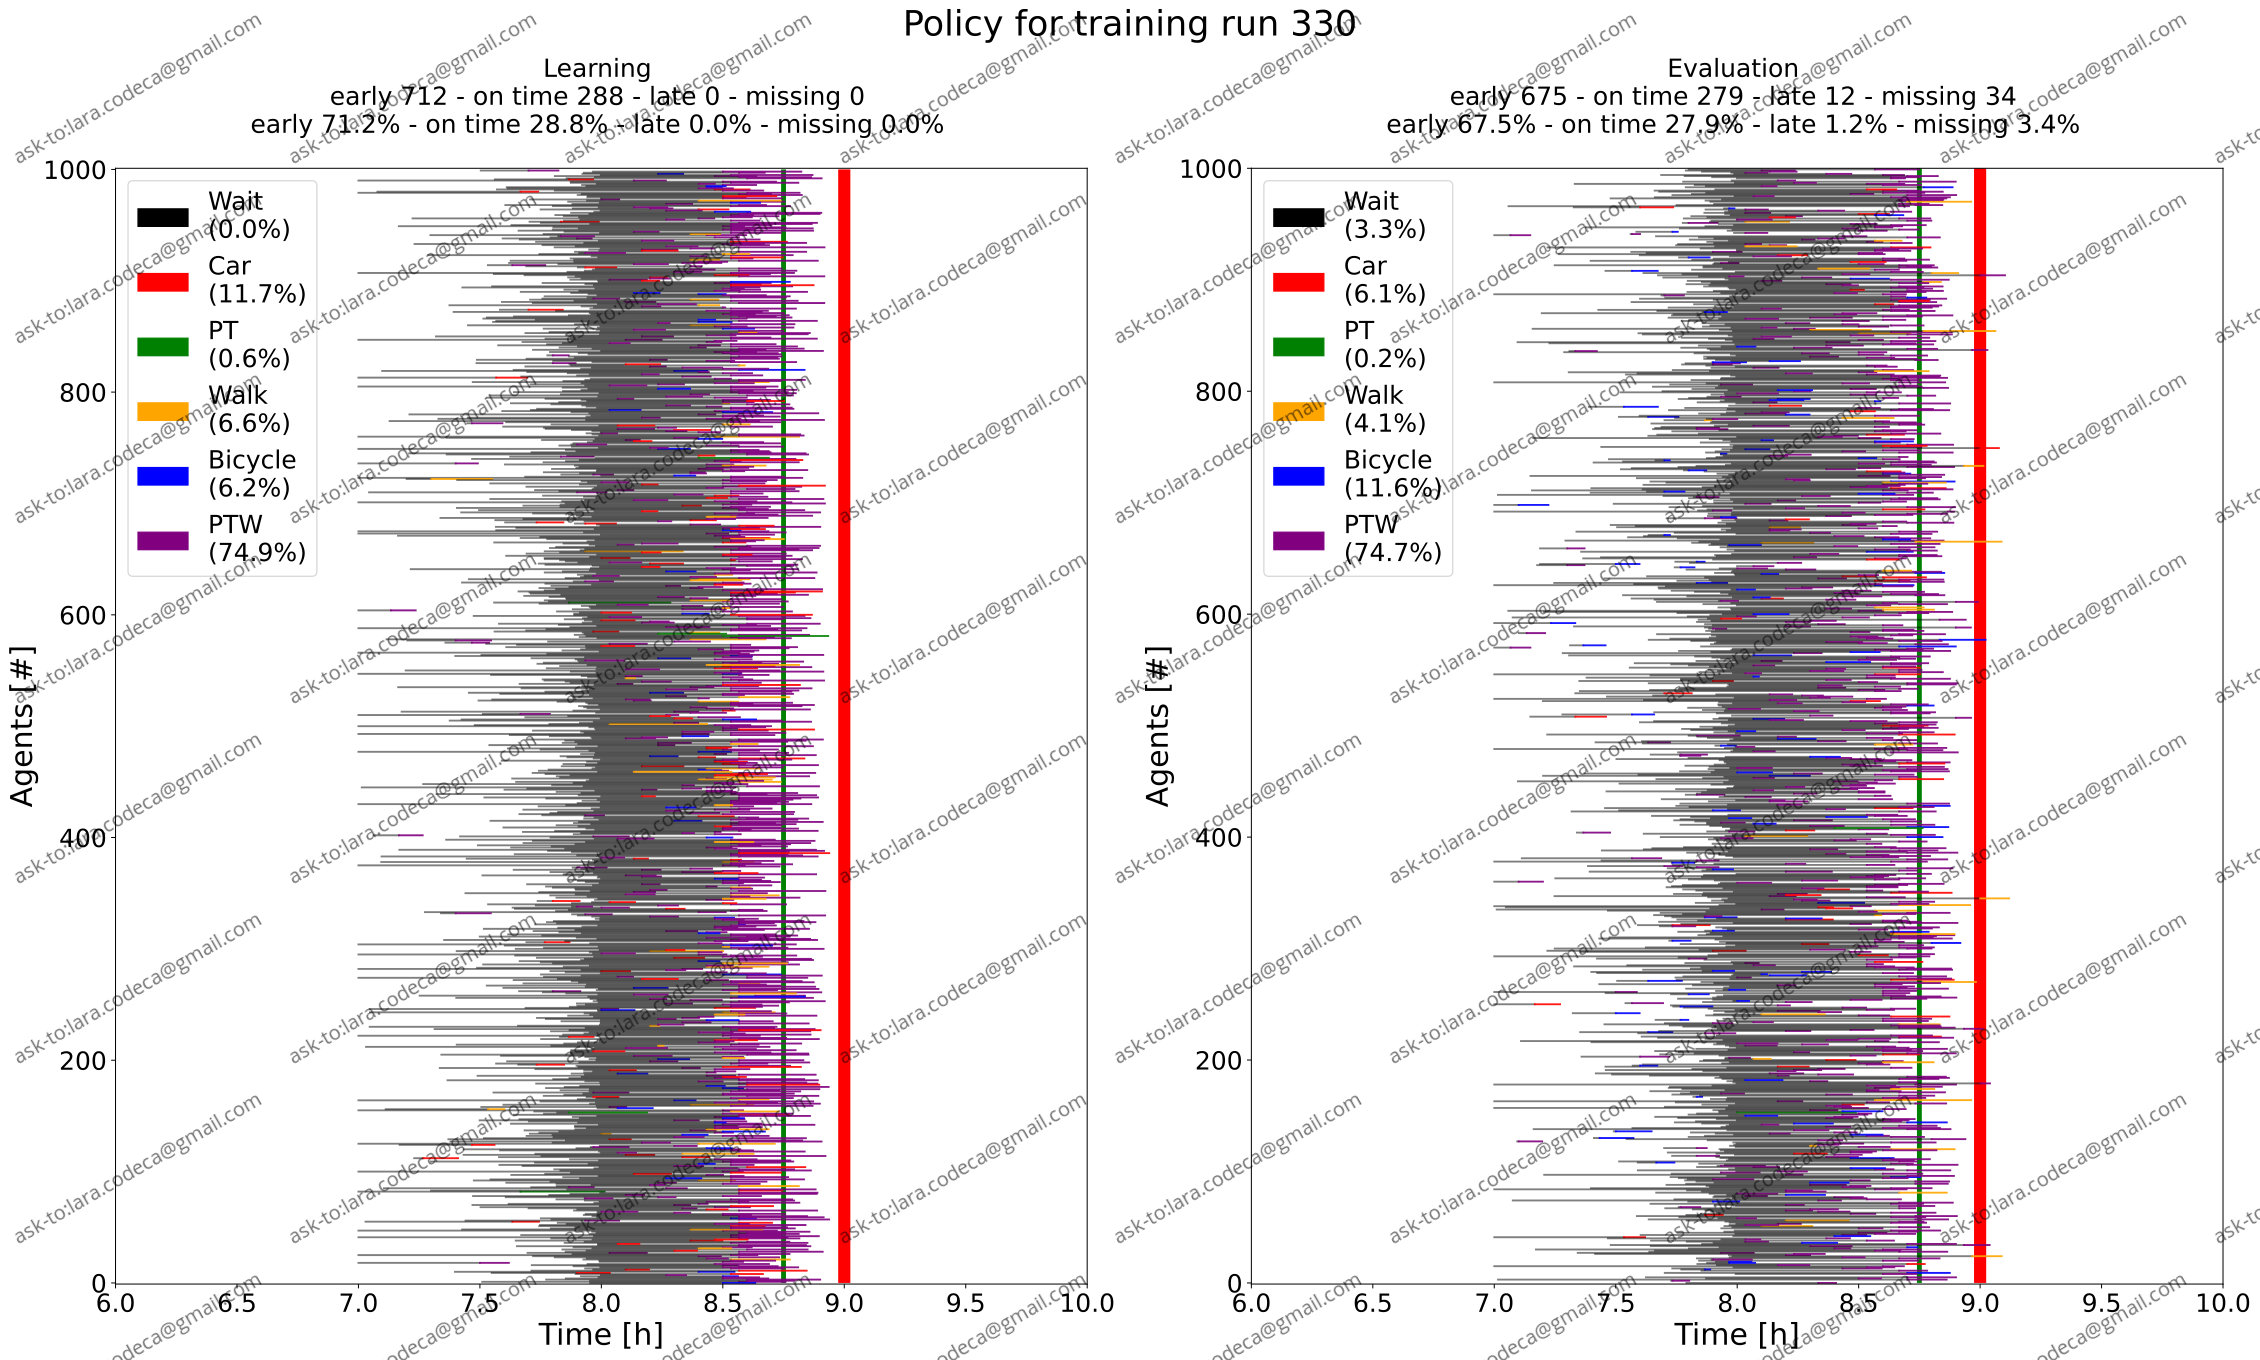 Policy for training run 330
Learning
early 712 - on time 288 - late 0 - missing 0
early 71.2% - on time 28.8% - late 0.0% - missing 0.0%
Agents [#]
1000
800
600
400
200
0
Wait
(0.0%)
Car
(11.7%)
PT
(0.6%)
Walk
(6.6%)
Bicycle
(6.2%)
PTW
(74.9%)
6.0 6.5 7.0 7.5 8.0 8.5 9.0 9.5 10.0
Time [h]
Evaluation
early 675 - on time 279 - late 12 - missing 34
early 67.5% - on time 27.9% - late 1.2% - missing 3.4%
Agents [#]
1000
800
600
400
200
0
Wait
(3.3%)
Car
(6.1%)
PT
(0.2%)
Walk
(4.1%)
Bicycle
(11.6%)
PTW
(74.7%)
6.0 6.5 7.0 7.5 8.0 8.5 9.0 9.5 10.0
Time [h]
ask-to:lara.codeca@gmail.com